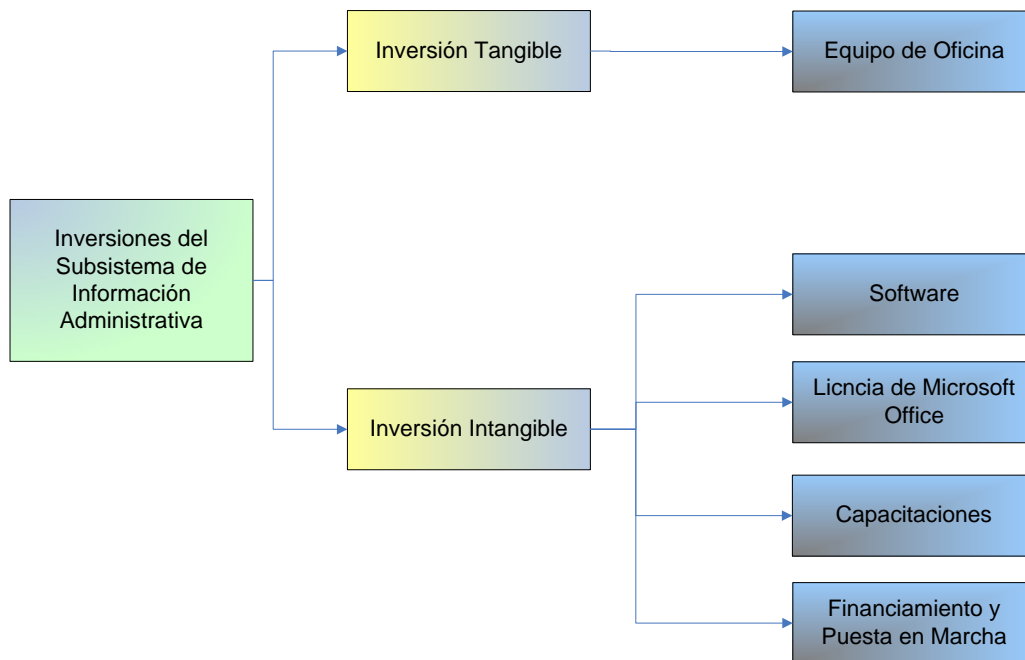 Inversión Tangible
Equipo de Oficina
Inversiones del
Subsistema de
Información
Administrativa
Software
Licncia de Microsoft
Office
Inversión Intangible
Capacitaciones
Financiamiento y
Puesta en Marcha